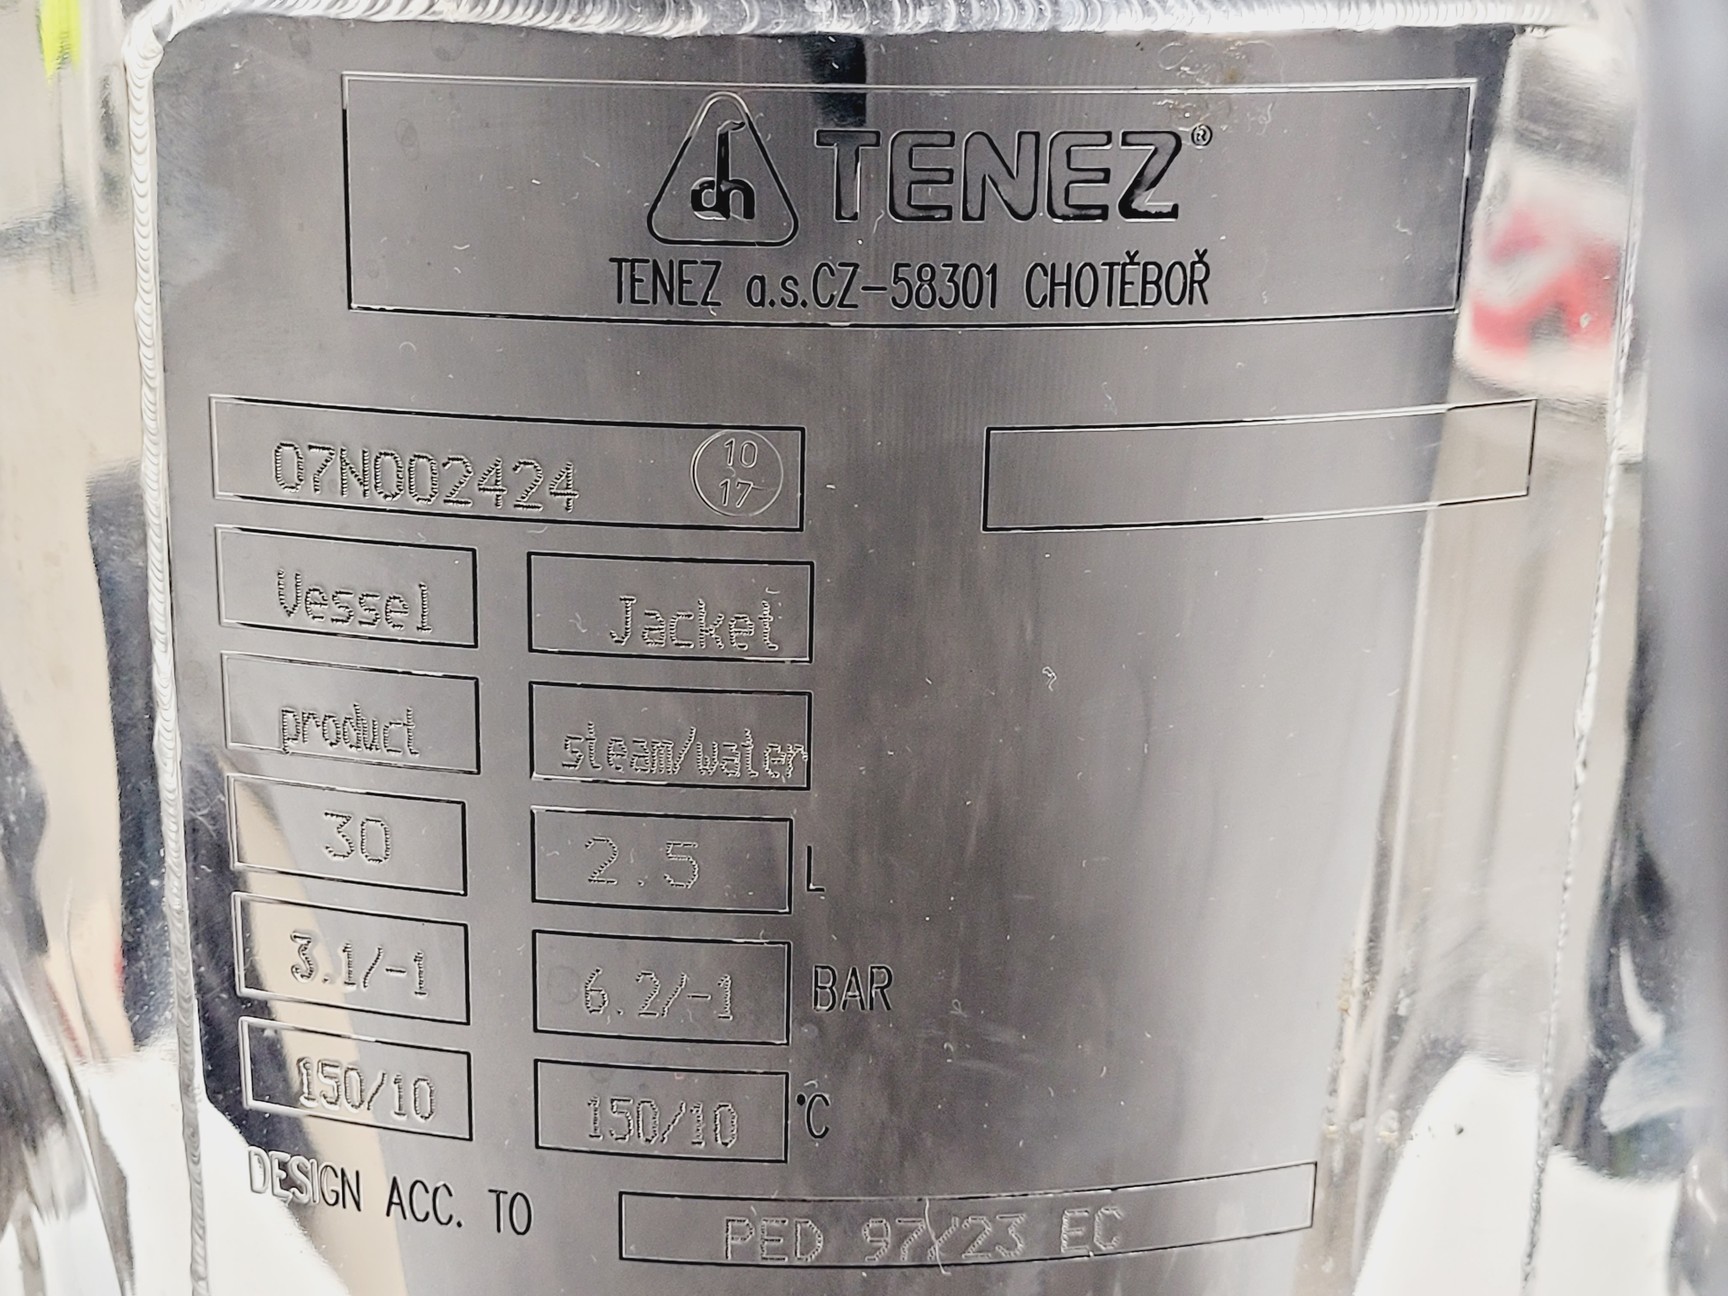 dh TENEZ®
TENEZ a.s. CZ-58301 CHOTĚBOŘ
07N002424 10 17
Vessel Jacket
product steam/water
30 2.5 L
3.1/-1 6.2/-1 BAR
150/10 150/10 °C
DESIGN ACC. TO PED 97/23 EC